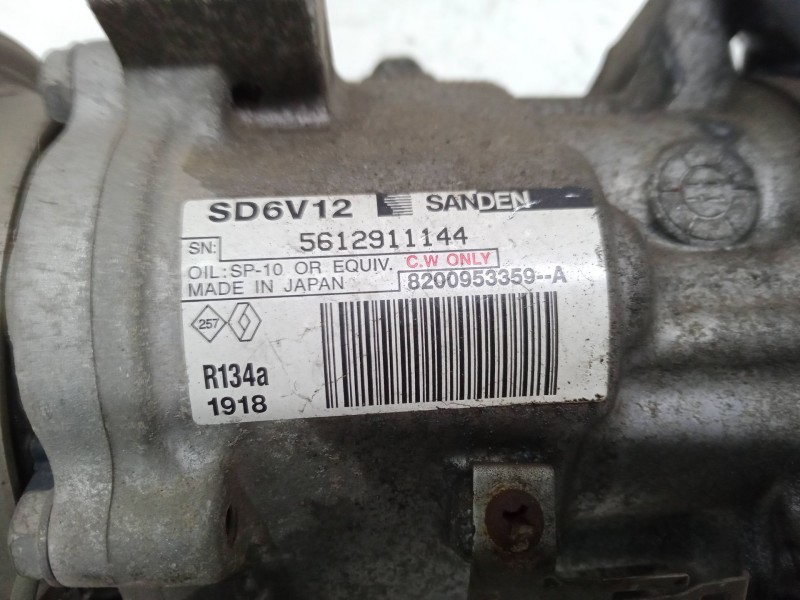 SD6V12 SANDEN
SN: 5612911144
OIL: SP-10 OR EQUIV. C.W ONLY
MADE IN JAPAN 8200953359--A
257
R134a
1918